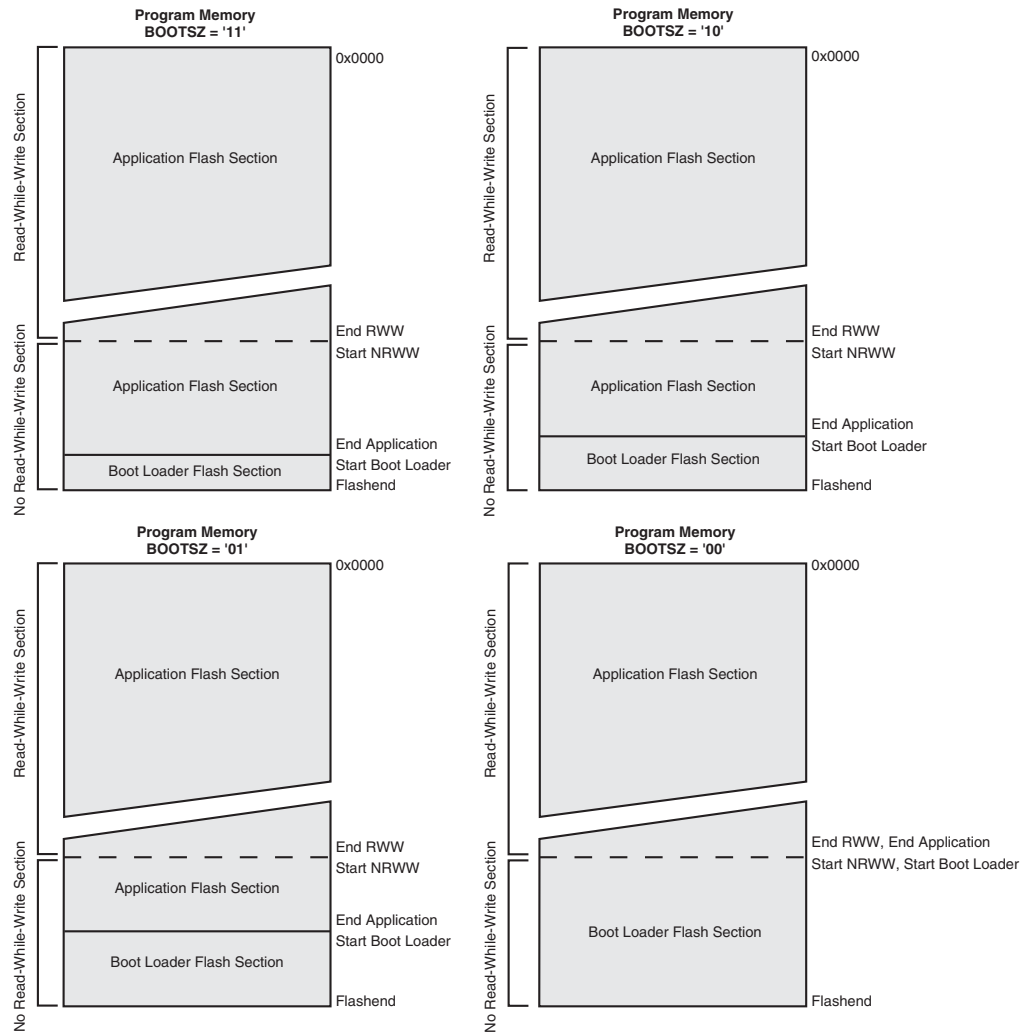 Program Memory
BOOTSZ = '11'
0x0000
Read-While-Write Section
Application Flash Section
End RWW
Start NRWW
No Read-While-Write Section
Application Flash Section
End Application
Start Boot Loader
Boot Loader Flash Section
Flashend
Program Memory
BOOTSZ = '10'
0x0000
Read-While-Write Section
Application Flash Section
End RWW
Start NRWW
No Read-While-Write Section
Application Flash Section
End Application
Start Boot Loader
Boot Loader Flash Section
Flashend
Program Memory
BOOTSZ = '01'
0x0000
Read-While-Write Section
Application Flash Section
End RWW
Start NRWW
No Read-While-Write Section
Application Flash Section
End Application
Start Boot Loader
Boot Loader Flash Section
Flashend
Program Memory
BOOTSZ = '00'
0x0000
Read-While-Write Section
Application Flash Section
End RWW, End Application
Start NRWW, Start Boot Loader
No Read-While-Write Section
Boot Loader Flash Section
Flashend